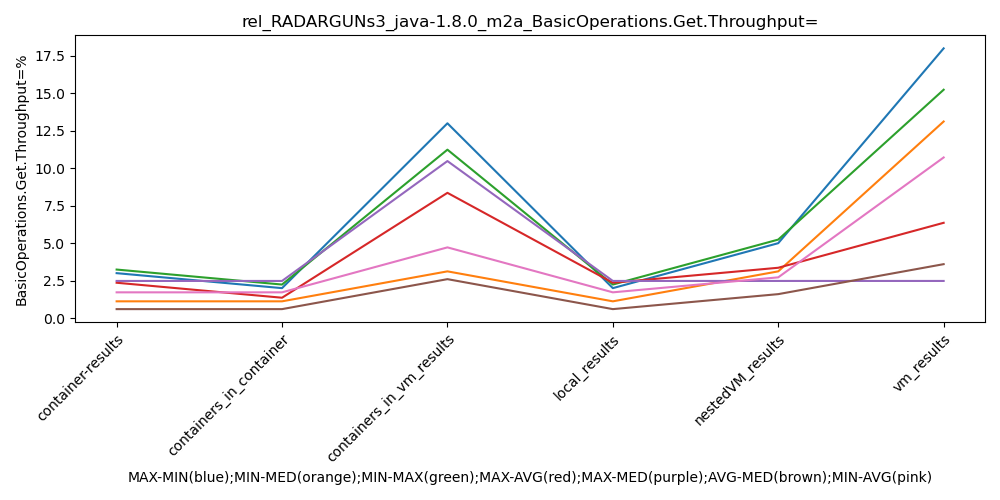 rel_RADARGUNs3_java-1.8.0_m2a_BasicOperations.Get.Throughput=
BasicOperations.Get.Throughput=%
17.5
15.0
12.5
10.0
7.5
5.0
2.5
0.0
container-results
containers_in_container
containers_in_vm_results
local_results
nestedVM_results
vm_results
MAX-MIN(blue);MIN-MED(orange);MIN-MAX(green);MAX-AVG(red);MAX-MED(purple);AVG-MED(brown);MIN-AVG(pink)